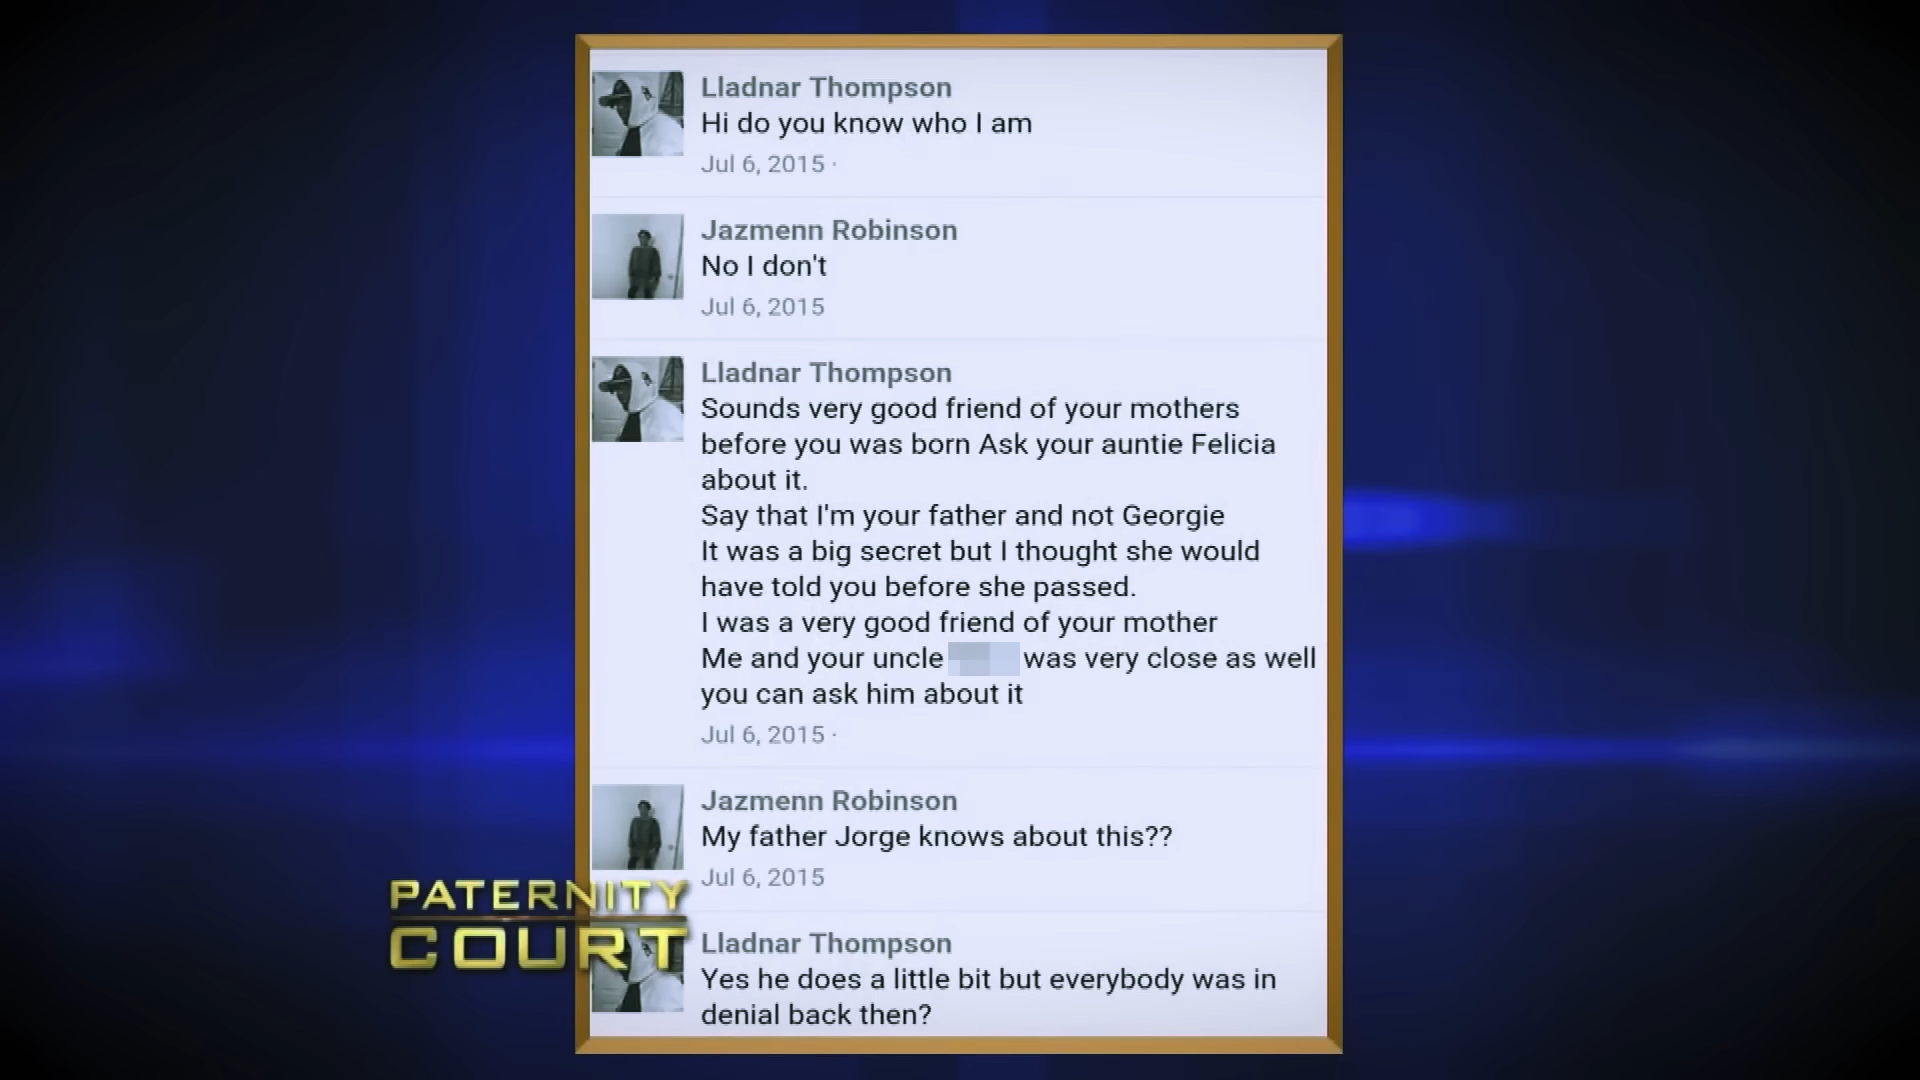 Lladnar Thompson
Hi do you know who I am
Jul 6, 2015 ·
Jazmenn Robinson
No I don't
Jul 6, 2015
Lladnar Thompson
Sounds very good friend of your mothers
before you was born Ask your auntie Felicia
about it.
Say that I'm your father and not Georgie
It was a big secret but I thought she would
have told you before she passed.
I was a very good friend of your mother
Me and your uncle was very close as well
you can ask him about it
Jul 6, 2015 ·
Jazmenn Robinson
My father Jorge knows about this??
Jul 6, 2015
Lladnar Thompson
Yes he does a little bit but everybody was in
denial back then?
PATERNITY
COURT